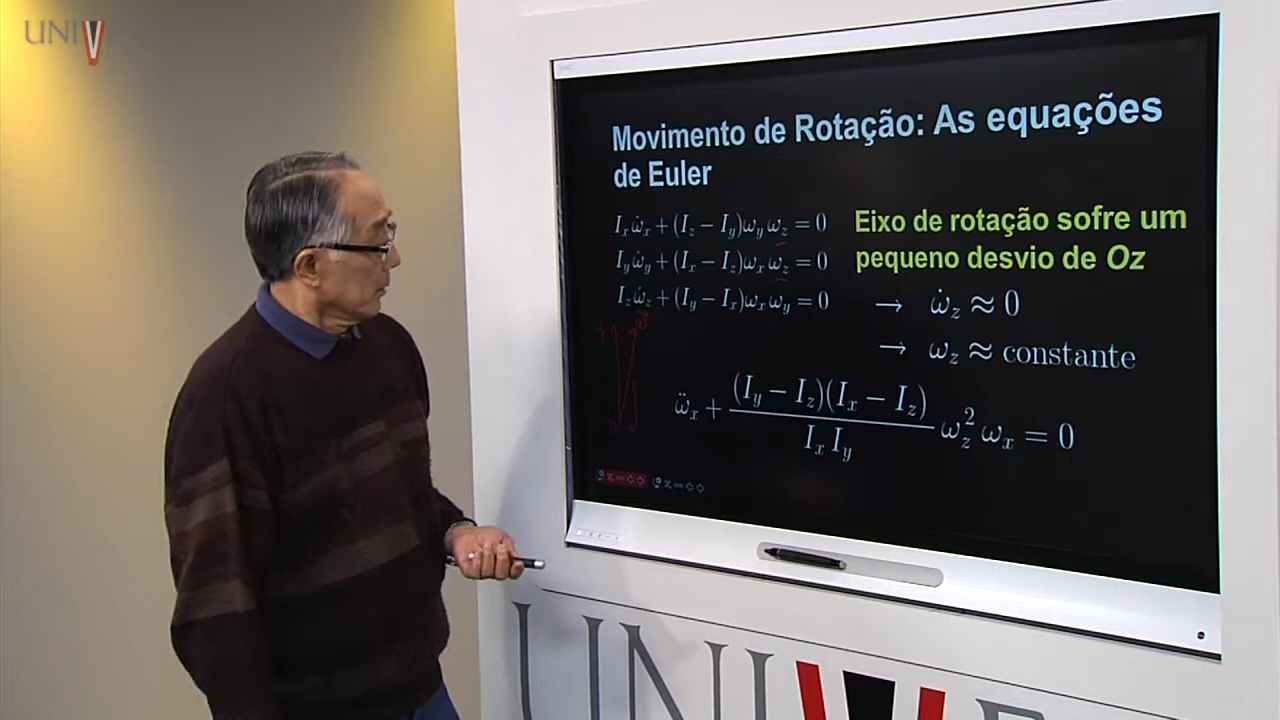 UNIV
Movimento de Rotação: As equações
de Euler
I_x ω̇_x + (I_z − I_y)ω_y ω_z = 0
I_y ω̇_y + (I_x − I_z)ω_x ω_z = 0
I_z ω̇_z + (I_y − I_x)ω_x ω_y = 0
Eixo de rotação sofre um
pequeno desvio de Oz
→ ω̇_z ≈ 0
→ ω_z ≈ constante
ω̈_x + (I_y − I_z)(I_x − I_z) / I_x I_y ω_z² ω_x = 0